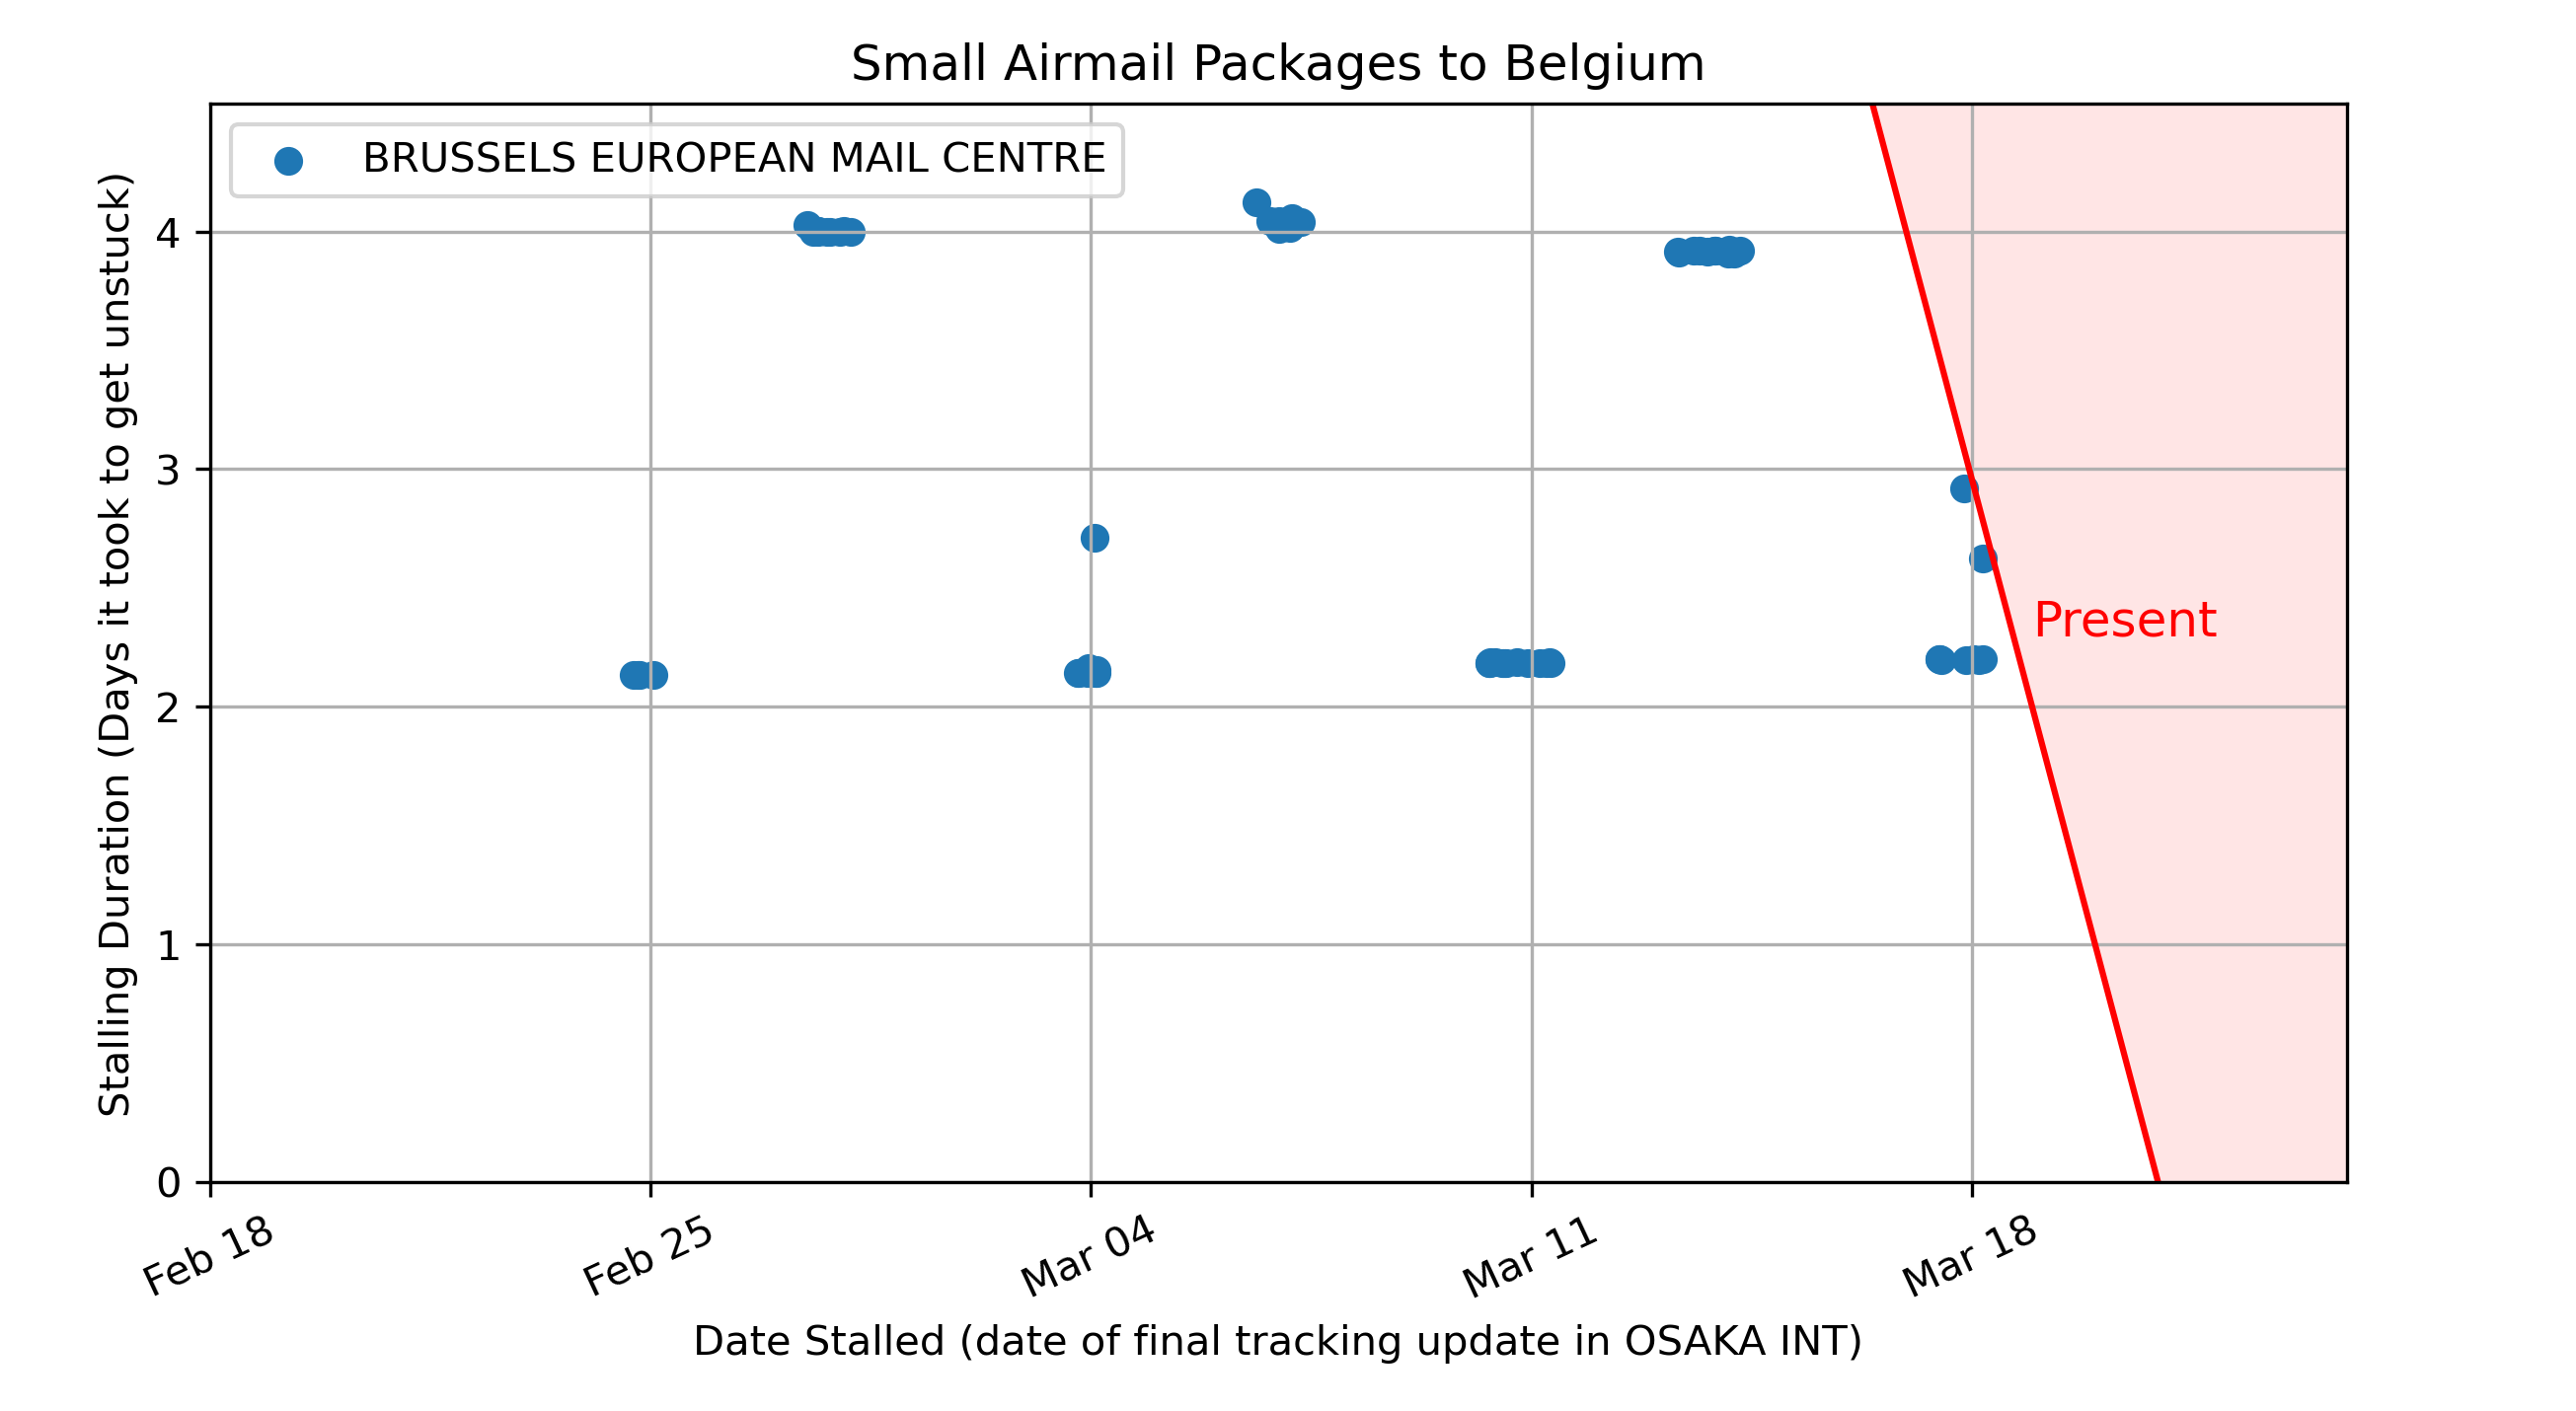 Small Airmail Packages to Belgium
BRUSSELS EUROPEAN MAIL CENTRE
Stalling Duration (Days it took to get unstuck)
4
3
2
1
0
Present
Feb 18
Feb 25
Mar 04
Mar 11
Mar 18
Date Stalled (date of final tracking update in OSAKA INT)